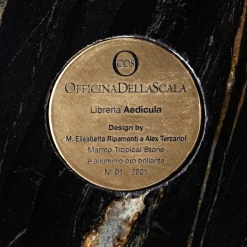 ODS
OFFICINADELLASCALA
Libreria Aedicula
Design by
M. Elisabetta Ripamonti e Alex Terzariol
Marmo Tropical Stone
e alluminio oro brillante
N° 01 - 2021